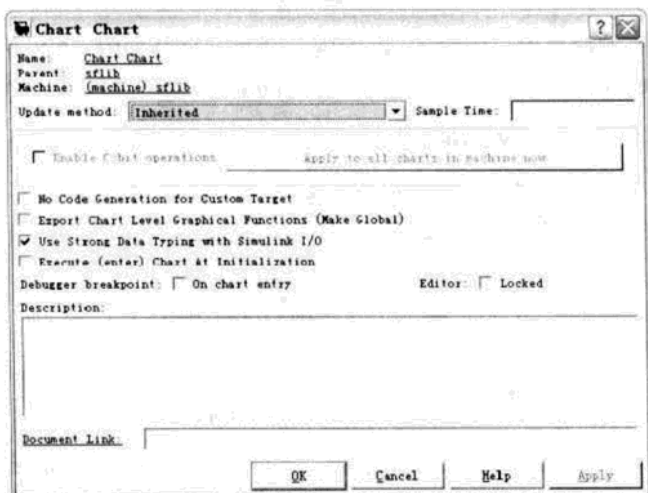 Chart Chart
Name: Chart Chart
Parent: sflib
Machine: (machine) sflib
Update method: Inherited Sample Time:
Enable C-bit operations Apply to all charts in machine now
No Code Generation for Custom Target
Export Chart Level Graphical Functions (Make Global)
Use Strong Data Typing with Simulink I/O
Execute (enter) Chart At Initialization
Debugger breakpoint: On chart entry Editor: Locked
Description:
Document Link:
OK Cancel Help Apply